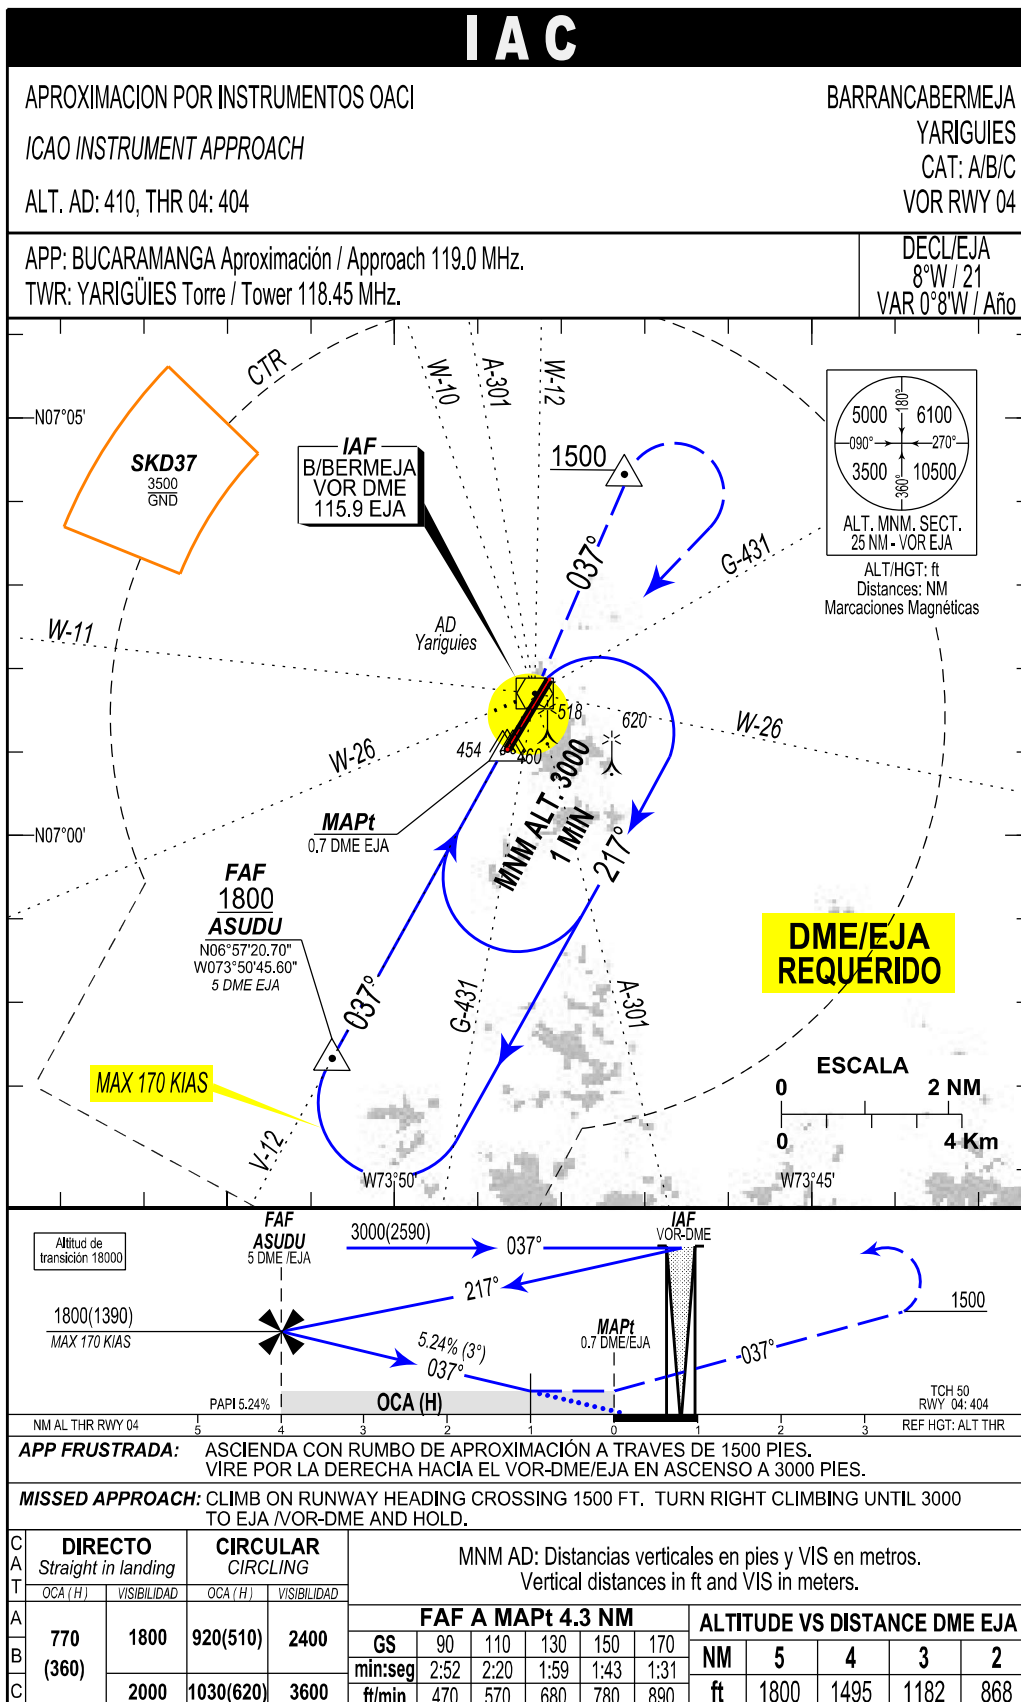 IAC
APROXIMACION POR INSTRUMENTOS OACI
ICAO INSTRUMENT APPROACH
ALT. AD: 410, THR 04: 404
BARRANCABERMEJA
YARIGUIES
CAT: A/B/C
VOR RWY 04
APP: BUCARAMANGA Aproximación / Approach 119.0 MHz.
TWR: YARIGÜIES Torre / Tower 118.45 MHz.
DECL/EJA
8°W / 21
VAR 0°8'W / Año
CTR
W-10
A-301
W-12
N07°05'
SKD37
3500
GND
IAF
B/BERMEJA
VOR DME
115.9 EJA
1500
037°
G-431
5000
6100
3500
10500
180°
090°
270°
360°
ALT. MNM. SECT.
25 NM - VOR EJA
ALT/HGT: ft
Distances: NM
Marcaciones Magnéticas
W-11
AD
Yariguies
518
620
W-26
W-26
454
460
MNM ALT. 3000
1 MIN
217°
MAPt
0.7 DME EJA
N07°00'
FAF
1800
ASUDU
N06°57'20.70"
W073°50'45.60"
5 DME EJA
037°
G-431
A-301
DME/EJA
REQUERIDO
MAX 170 KIAS
V-12
W73°50'
ESCALA
0 2 NM
0 4 Km
W73°45'
Altitud de
transición 18000
FAF
ASUDU
5 DME /EJA
3000(2590)
037°
IAF
VOR-DME
217°
1800(1390)
MAX 170 KIAS
5.24% (3°)
037°
MAPt
0.7 DME/EJA
037°
1500
PAPI 5.24%
OCA (H)
TCH 50
RWY 04: 404
NM AL THR RWY 04
5 4 3 2 1 0 1 2 3
REF HGT: ALT THR
APP FRUSTRADA: ASCIENDA CON RUMBO DE APROXIMACIÓN A TRAVES DE 1500 PIES.
VIRE POR LA DERECHA HACIA EL VOR-DME/EJA EN ASCENSO A 3000 PIES.
MISSED APPROACH: CLIMB ON RUNWAY HEADING CROSSING 1500 FT. TURN RIGHT CLIMBING UNTIL 3000
TO EJA /VOR-DME AND HOLD.
CAT
DIRECTO
Straight in landing
CIRCULAR
CIRCLING
OCA ( H ) VISIBILIDAD OCA ( H ) VISIBILIDAD
A
B
C
770
(360)
1800 920(510) 2400
2000 1030(620) 3600
MNM AD: Distancias verticales en pies y VIS en metros.
Vertical distances in ft and VIS in meters.
FAF A MAPt 4.3 NM
GS 90 110 130 150 170
min:seg 2:52 2:20 1:59 1:43 1:31
ft/min 470 570 680 780 890
ALTITUDE VS DISTANCE DME EJA
NM 5 4 3 2
ft 1800 1495 1182 868